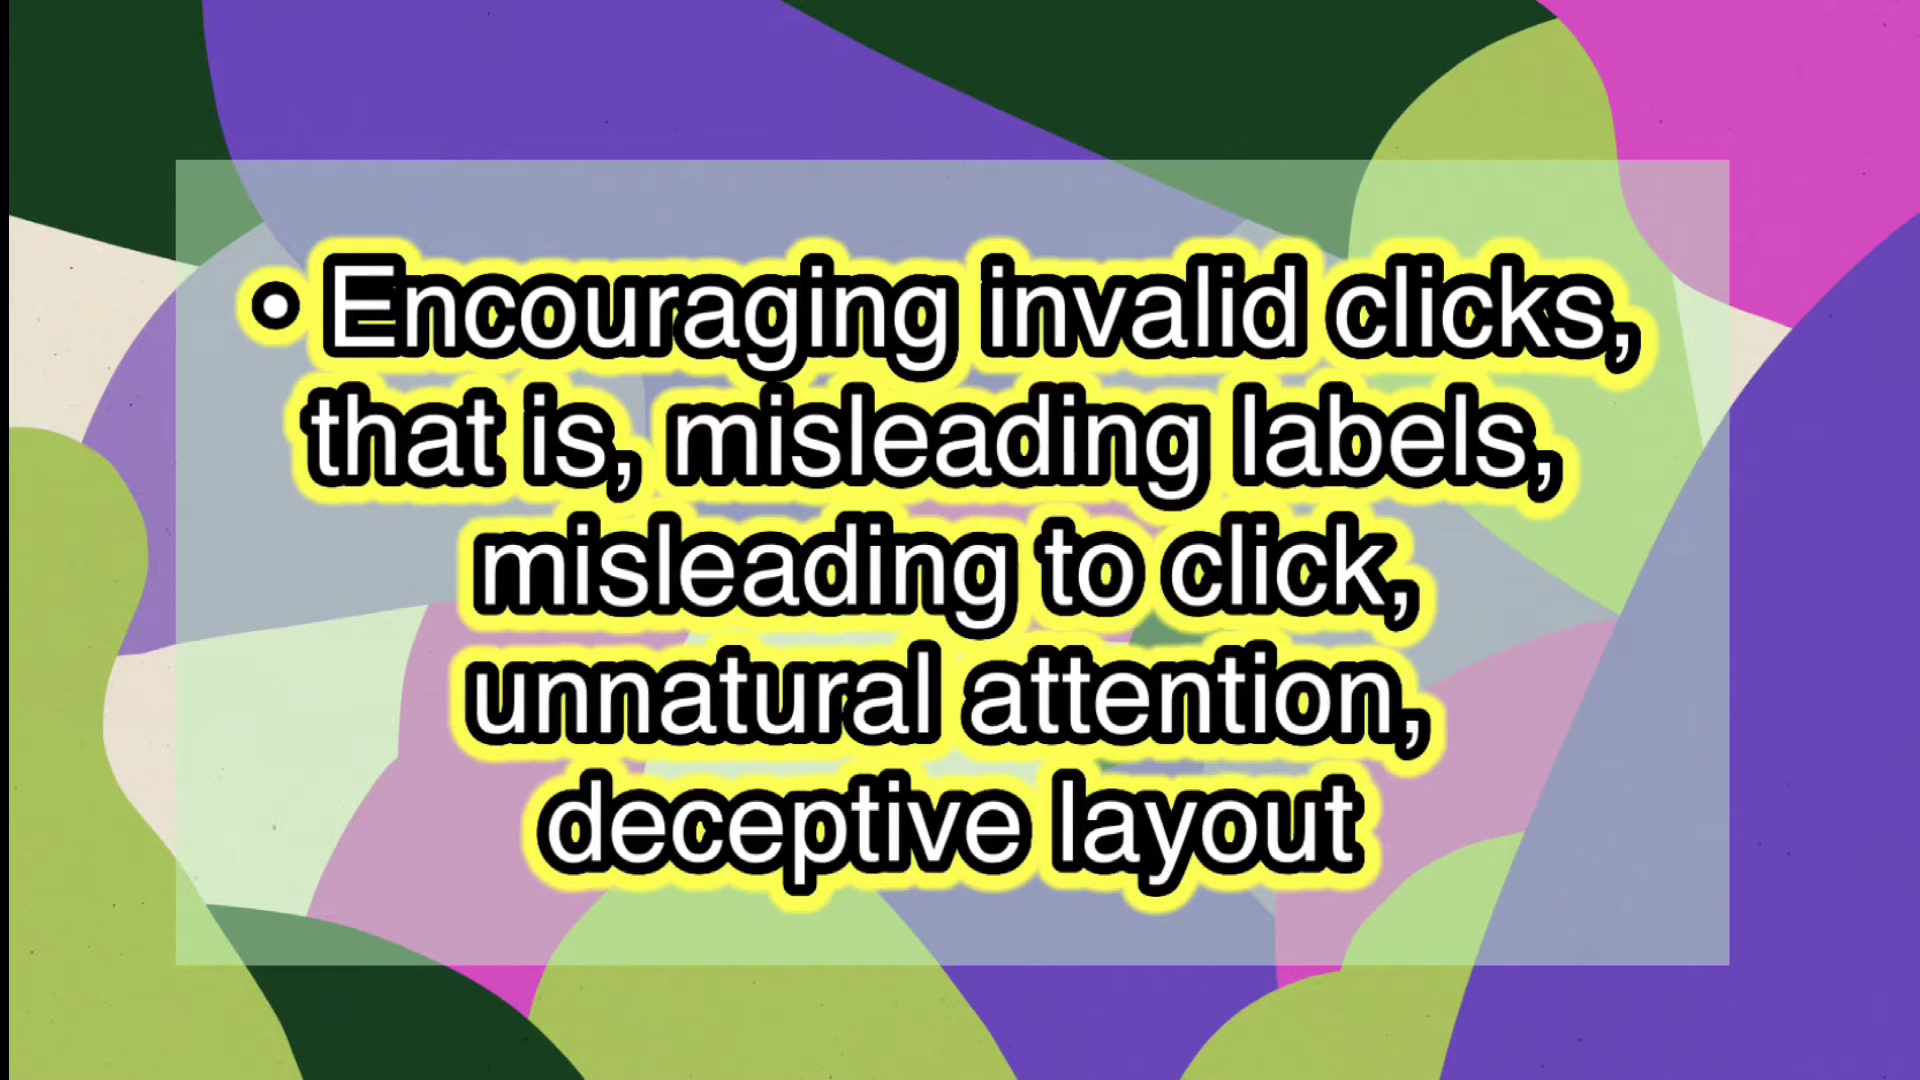 • Encouraging invalid clicks,
that is, misleading labels,
misleading to click,
unnatural attention,
deceptive layout